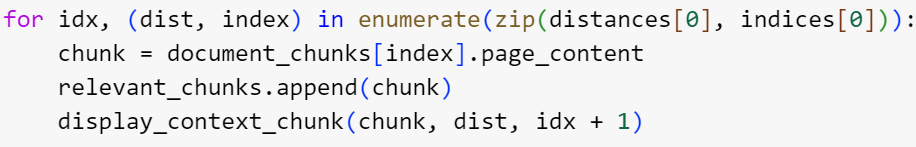 for idx, (dist, index) in enumerate(zip(distances[0], indices[0])):
    chunk = document_chunks[index].page_content
    relevant_chunks.append(chunk)
    display_context_chunk(chunk, dist, idx + 1)